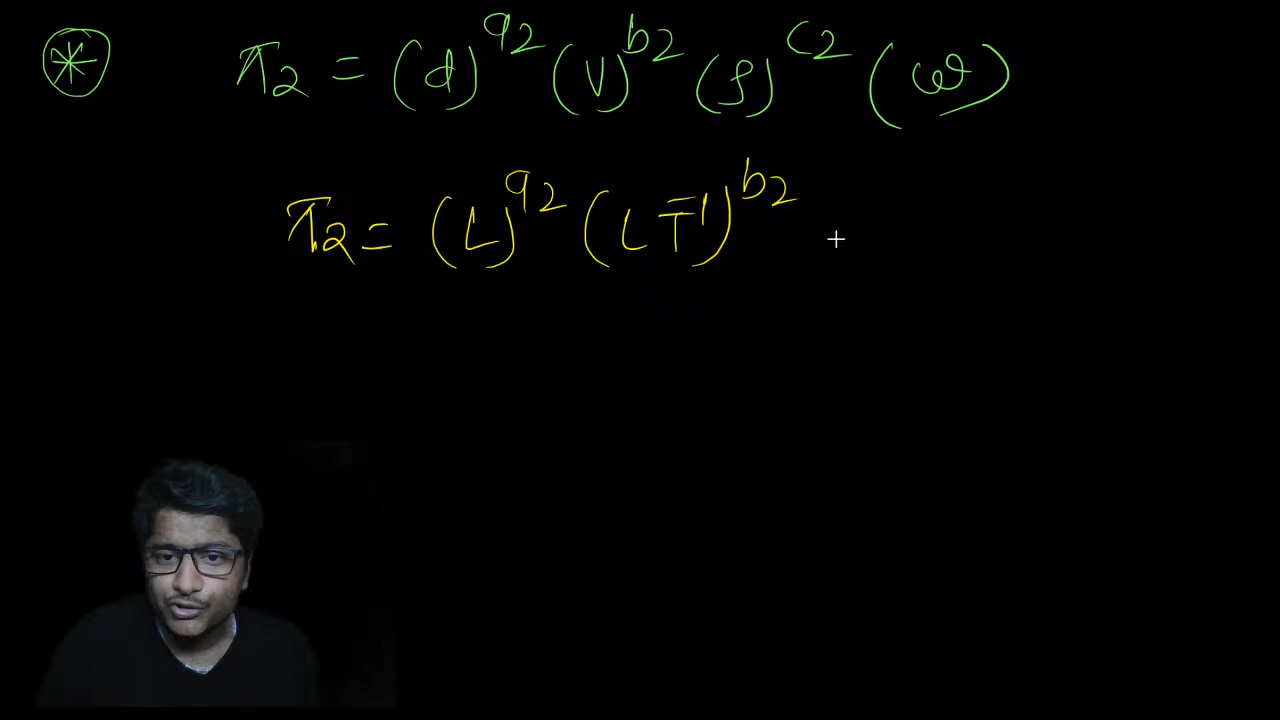 π₂ = (d)^a₂ (V)^b₂ (ρ)^c₂ (ω)
π₂ = (L)^a₂ (LT⁻¹)^b₂